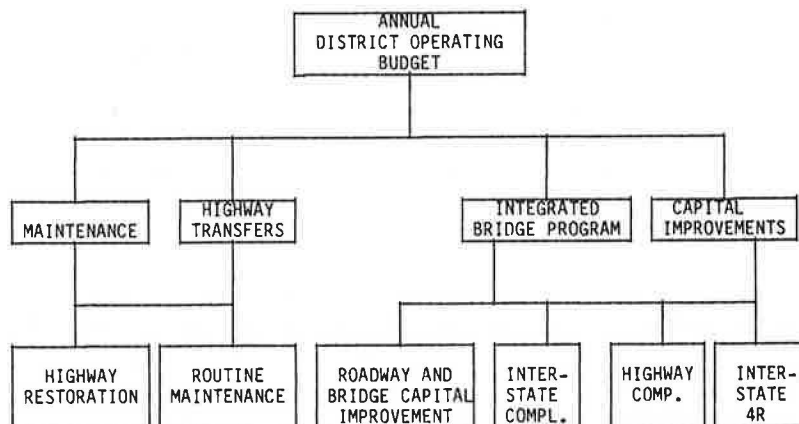 ANNUAL
DISTRICT OPERATING
BUDGET
MAINTENANCE
HIGHWAY
TRANSFERS
INTEGRATED
BRIDGE PROGRAM
CAPITAL
IMPROVEMENTS
HIGHWAY
RESTORATION
ROUTINE
MAINTENANCE
ROADWAY AND
BRIDGE CAPITAL
IMPROVEMENT
INTER-
STATE
COMPL.
HIGHWAY
COMP.
INTER-
STATE
4R